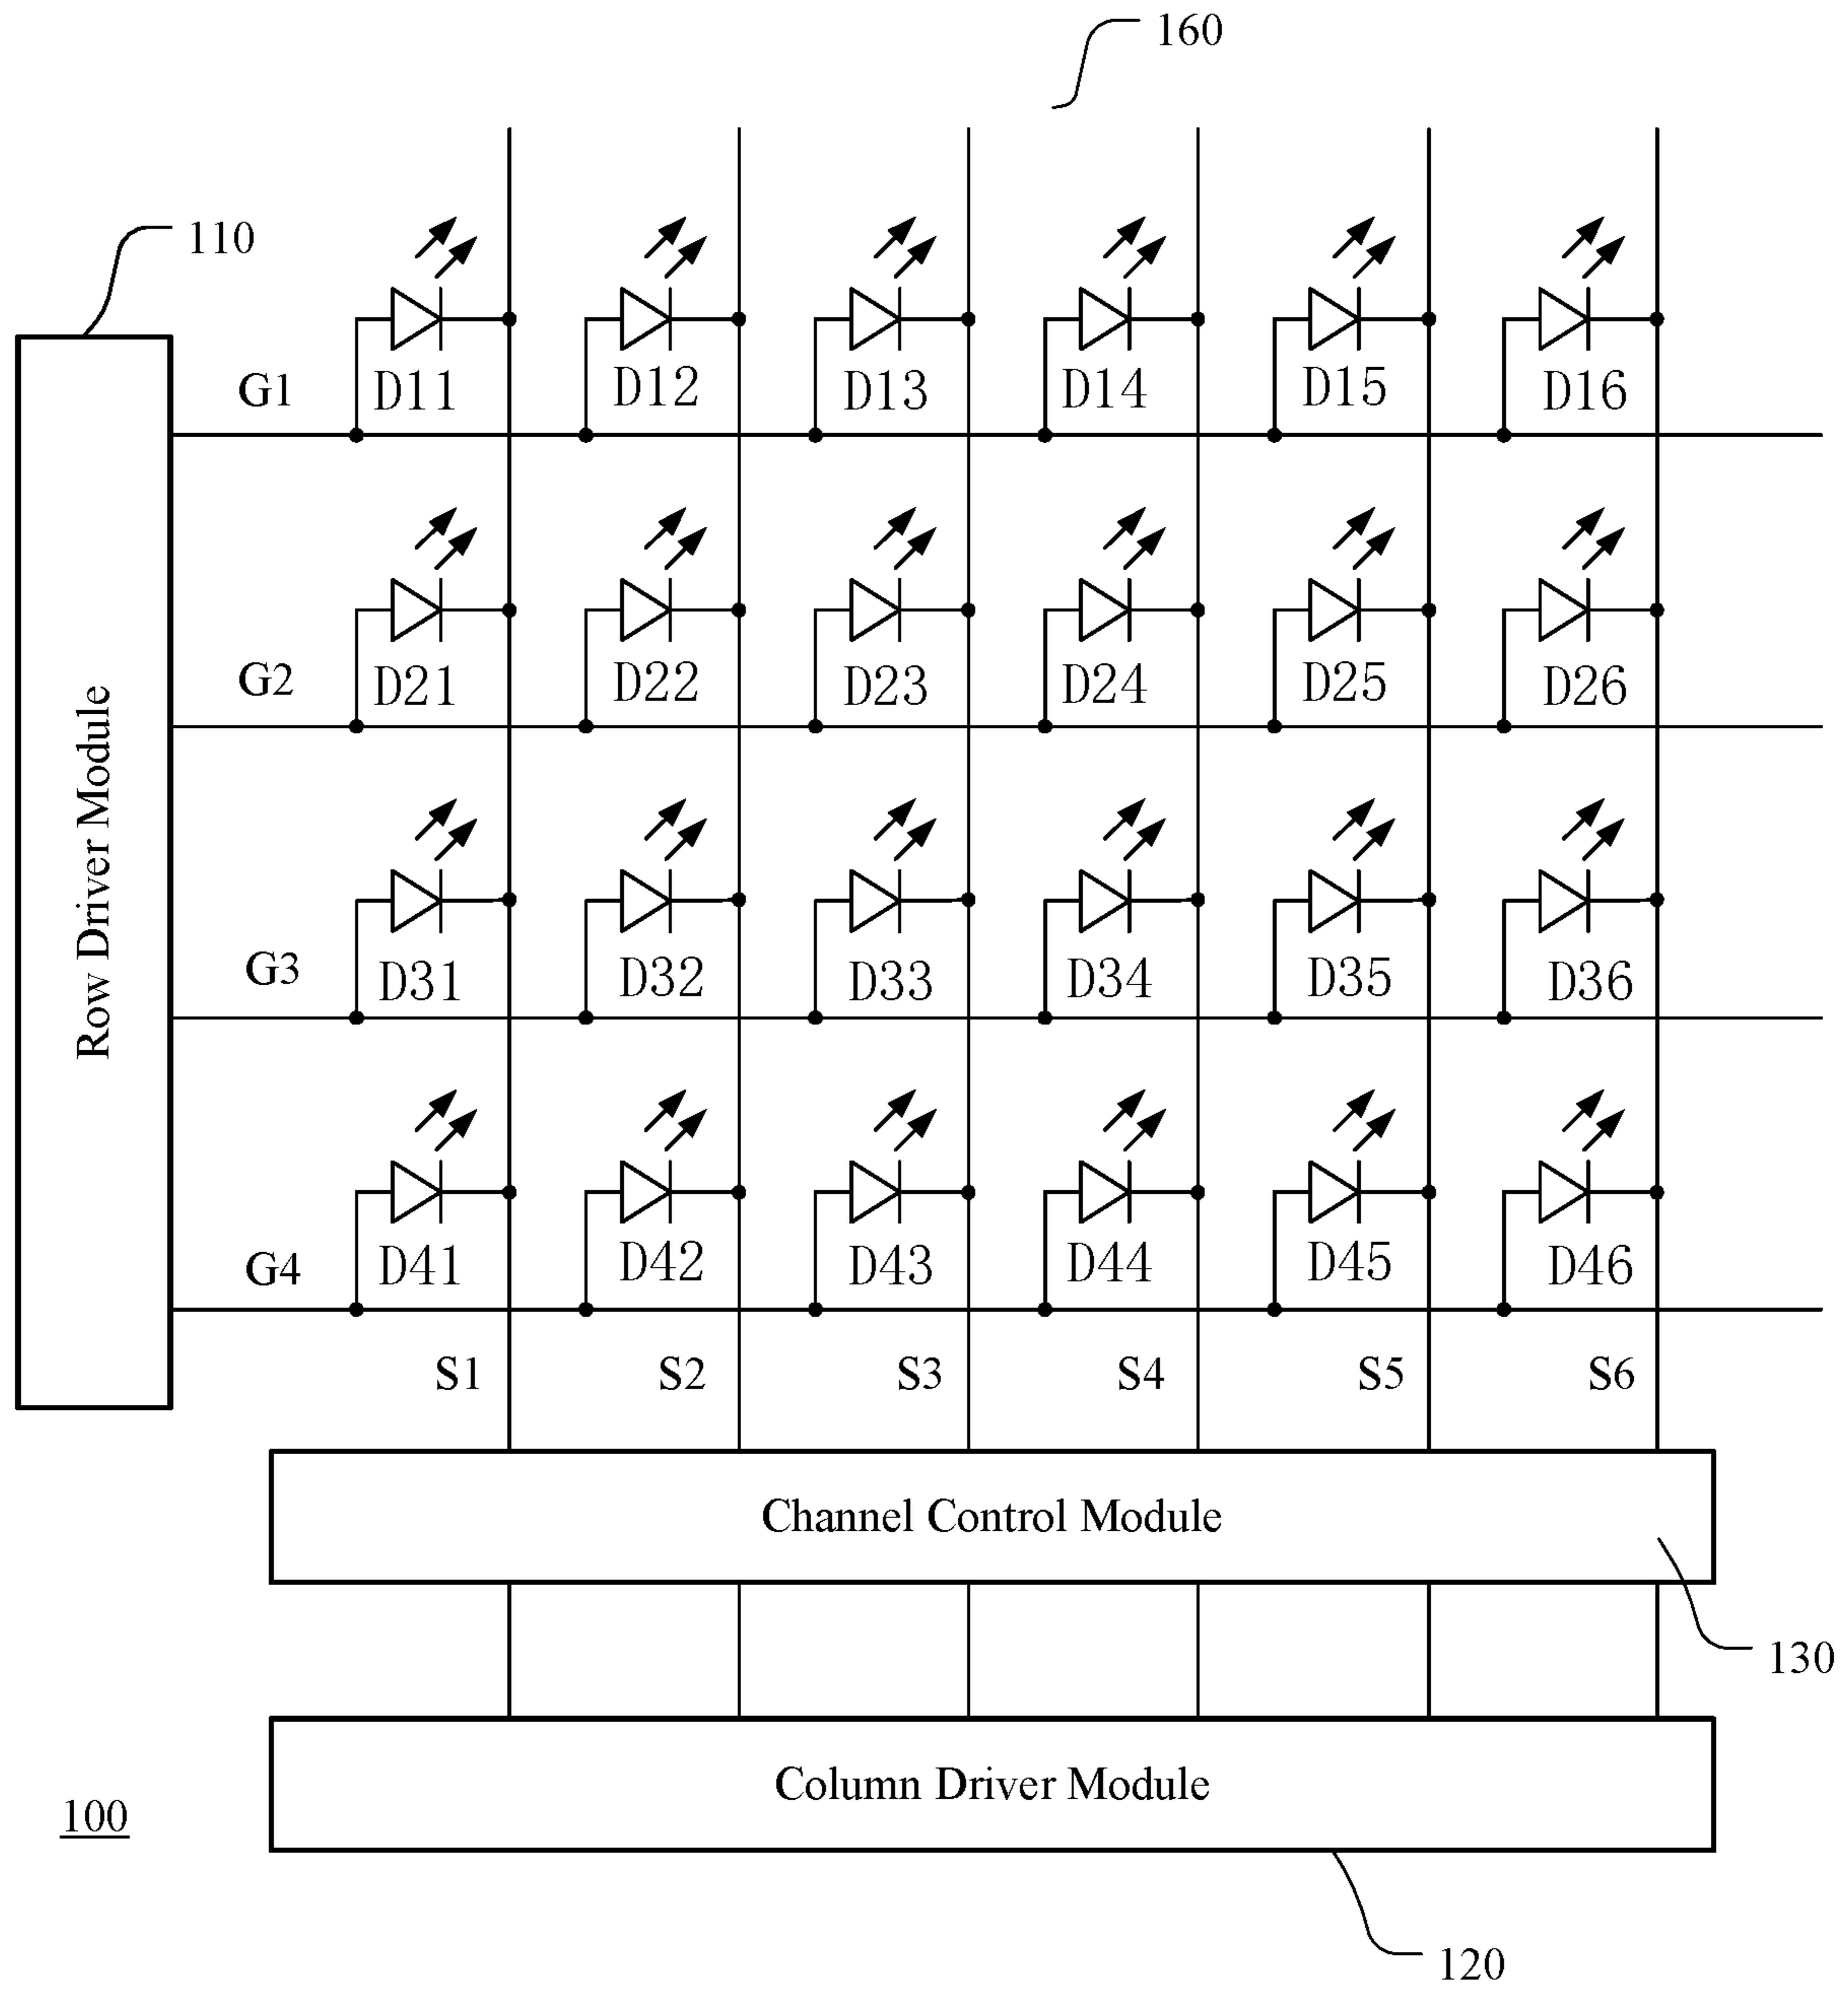 160
110
G1 D11 D12 D13 D14 D15 D16
G2 D21 D22 D23 D24 D25 D26
Row Driver Module
G3 D31 D32 D33 D34 D35 D36
G4 D41 D42 D43 D44 D45 D46
S1 S2 S3 S4 S5 S6
Channel Control Module
130
Column Driver Module
100
120